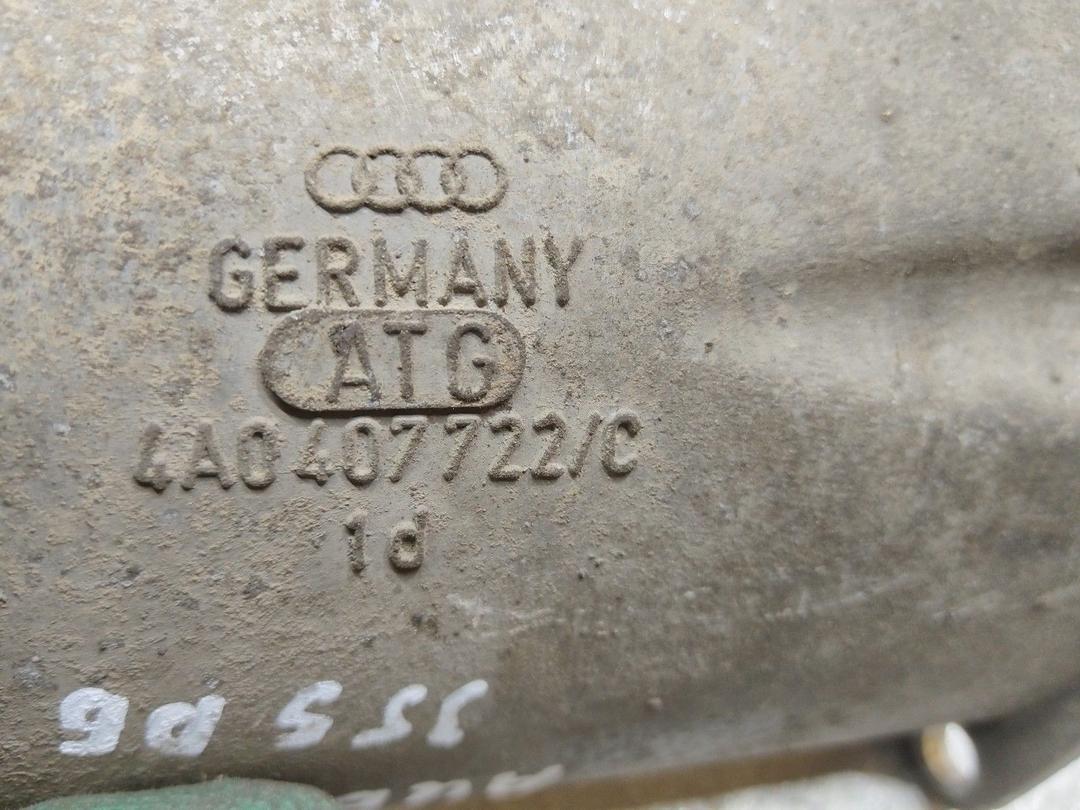 GERMANY
ATG
4A0407722/C
1d